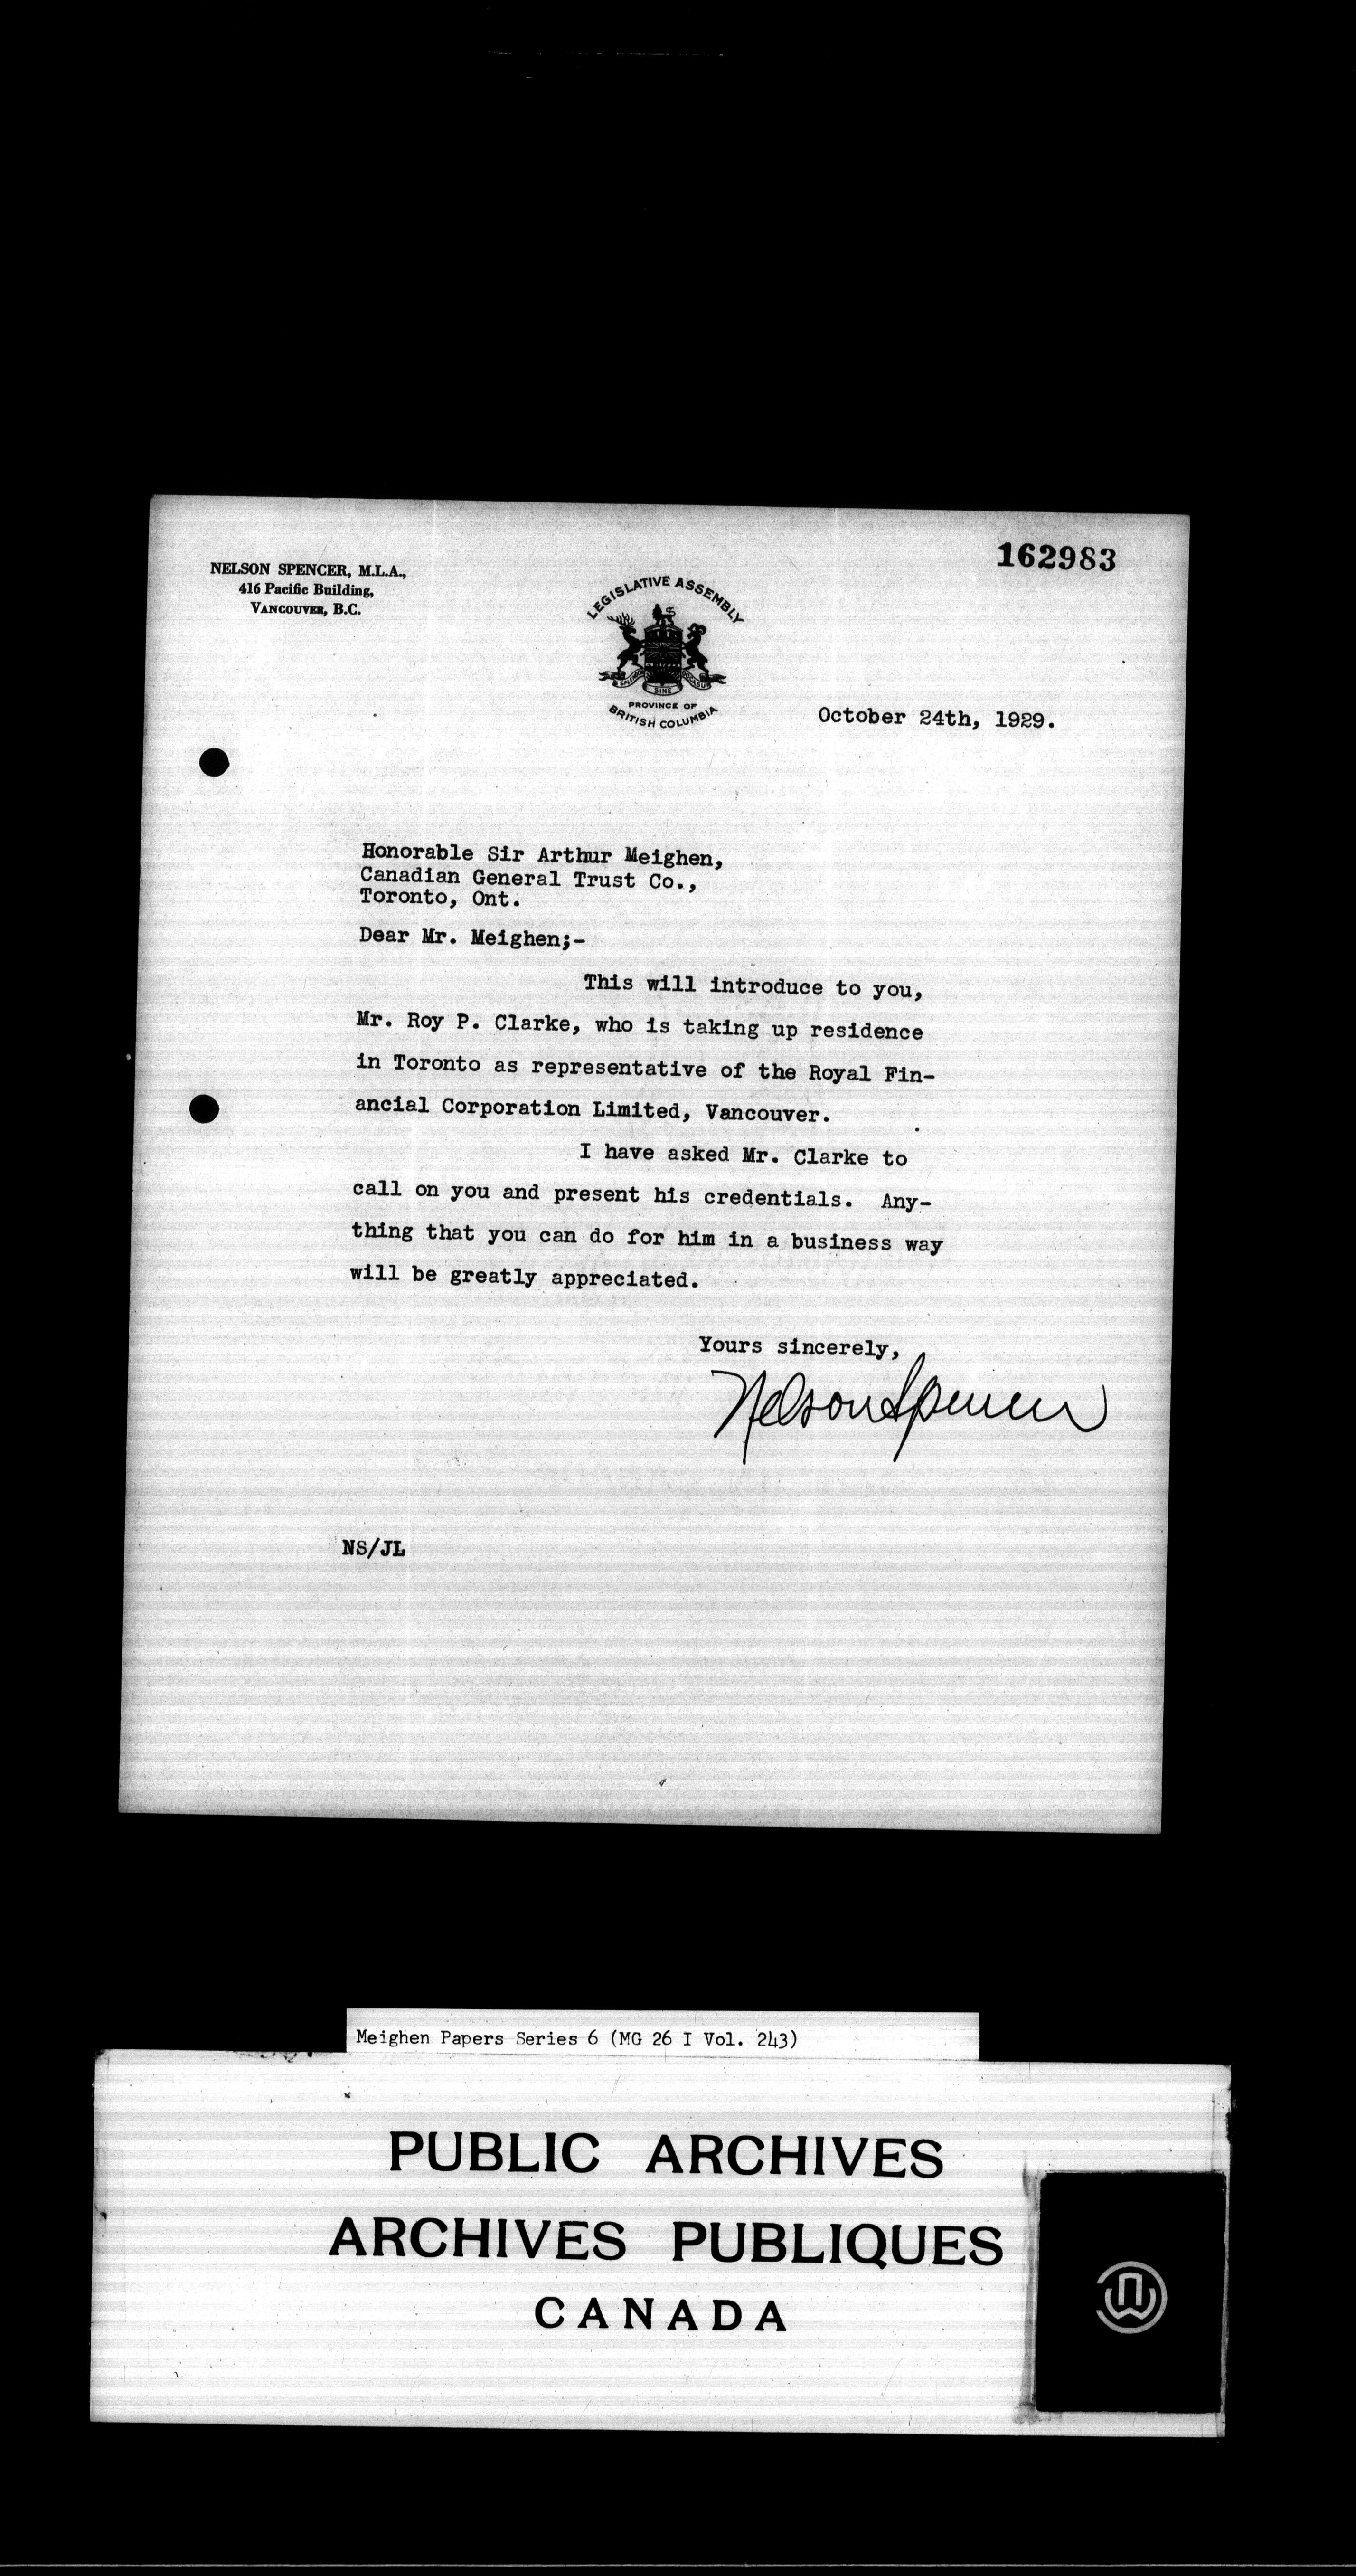 162983
NELSON SPENCER, M.L.A.,
416 Pacific Building,
VANCOUVER, B.C.
LEGISLATIVE ASSEMBLY
SPLENDOR SINE OCCASU
PROVINCE OF
BRITISH COLUMBIA
October 24th, 1929.
Honorable Sir Arthur Meighen,
Canadian General Trust Co.,
Toronto, Ont.
Dear Mr. Meighen;-
This will introduce to you,
Mr. Roy P. Clarke, who is taking up residence
in Toronto as representative of the Royal Fin-
ancial Corporation Limited, Vancouver.
I have asked Mr. Clarke to
call on you and present his credentials. Any-
thing that you can do for him in a business way
will be greatly appreciated.
Yours sincerely,
Nelson Spencer
NS/JL
Meighen Papers Series 6 (MG 26 I Vol. 243)
PUBLIC ARCHIVES
ARCHIVES PUBLIQUES
CANADA